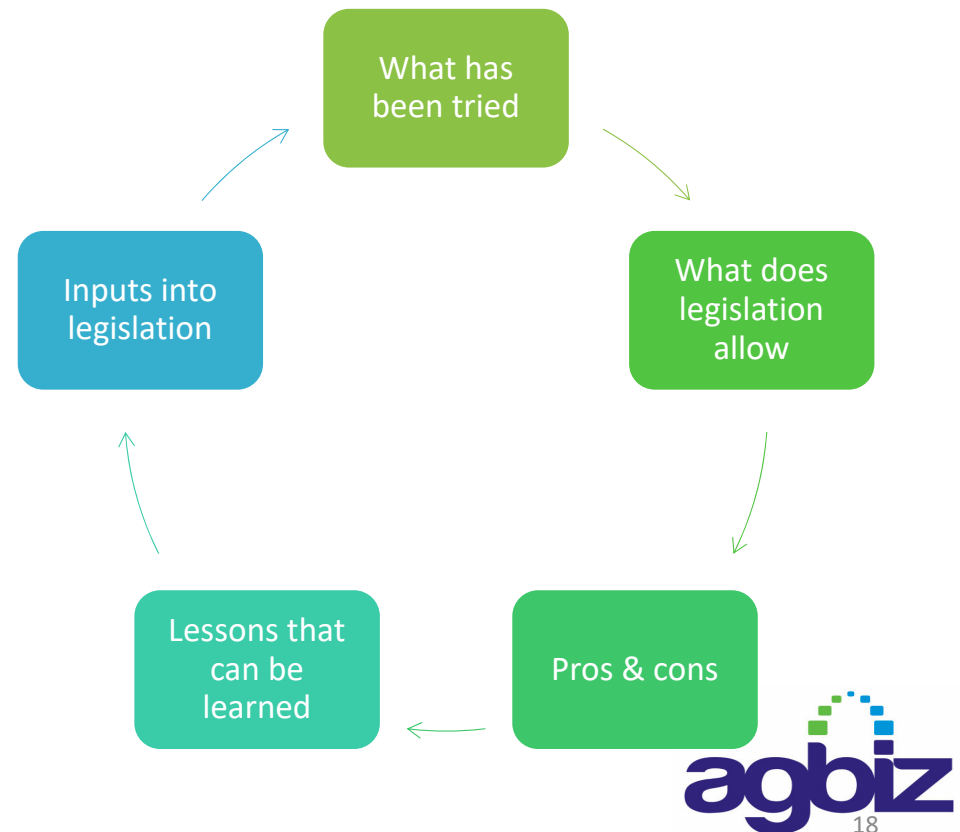 What has
been tried
What does
legislation
allow
Pros & cons
Lessons that
can be
learned
Inputs into
legislation
agbiz
18